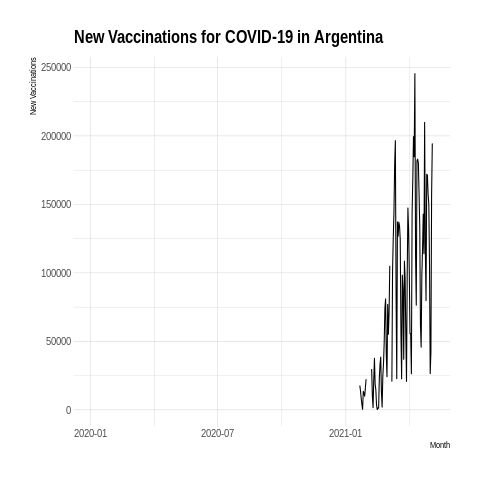 New Vaccinations for COVID-19 in Argentina
New Vaccinations
250000
200000
150000
100000
50000
0
2020-01 2020-07 2021-01
Month